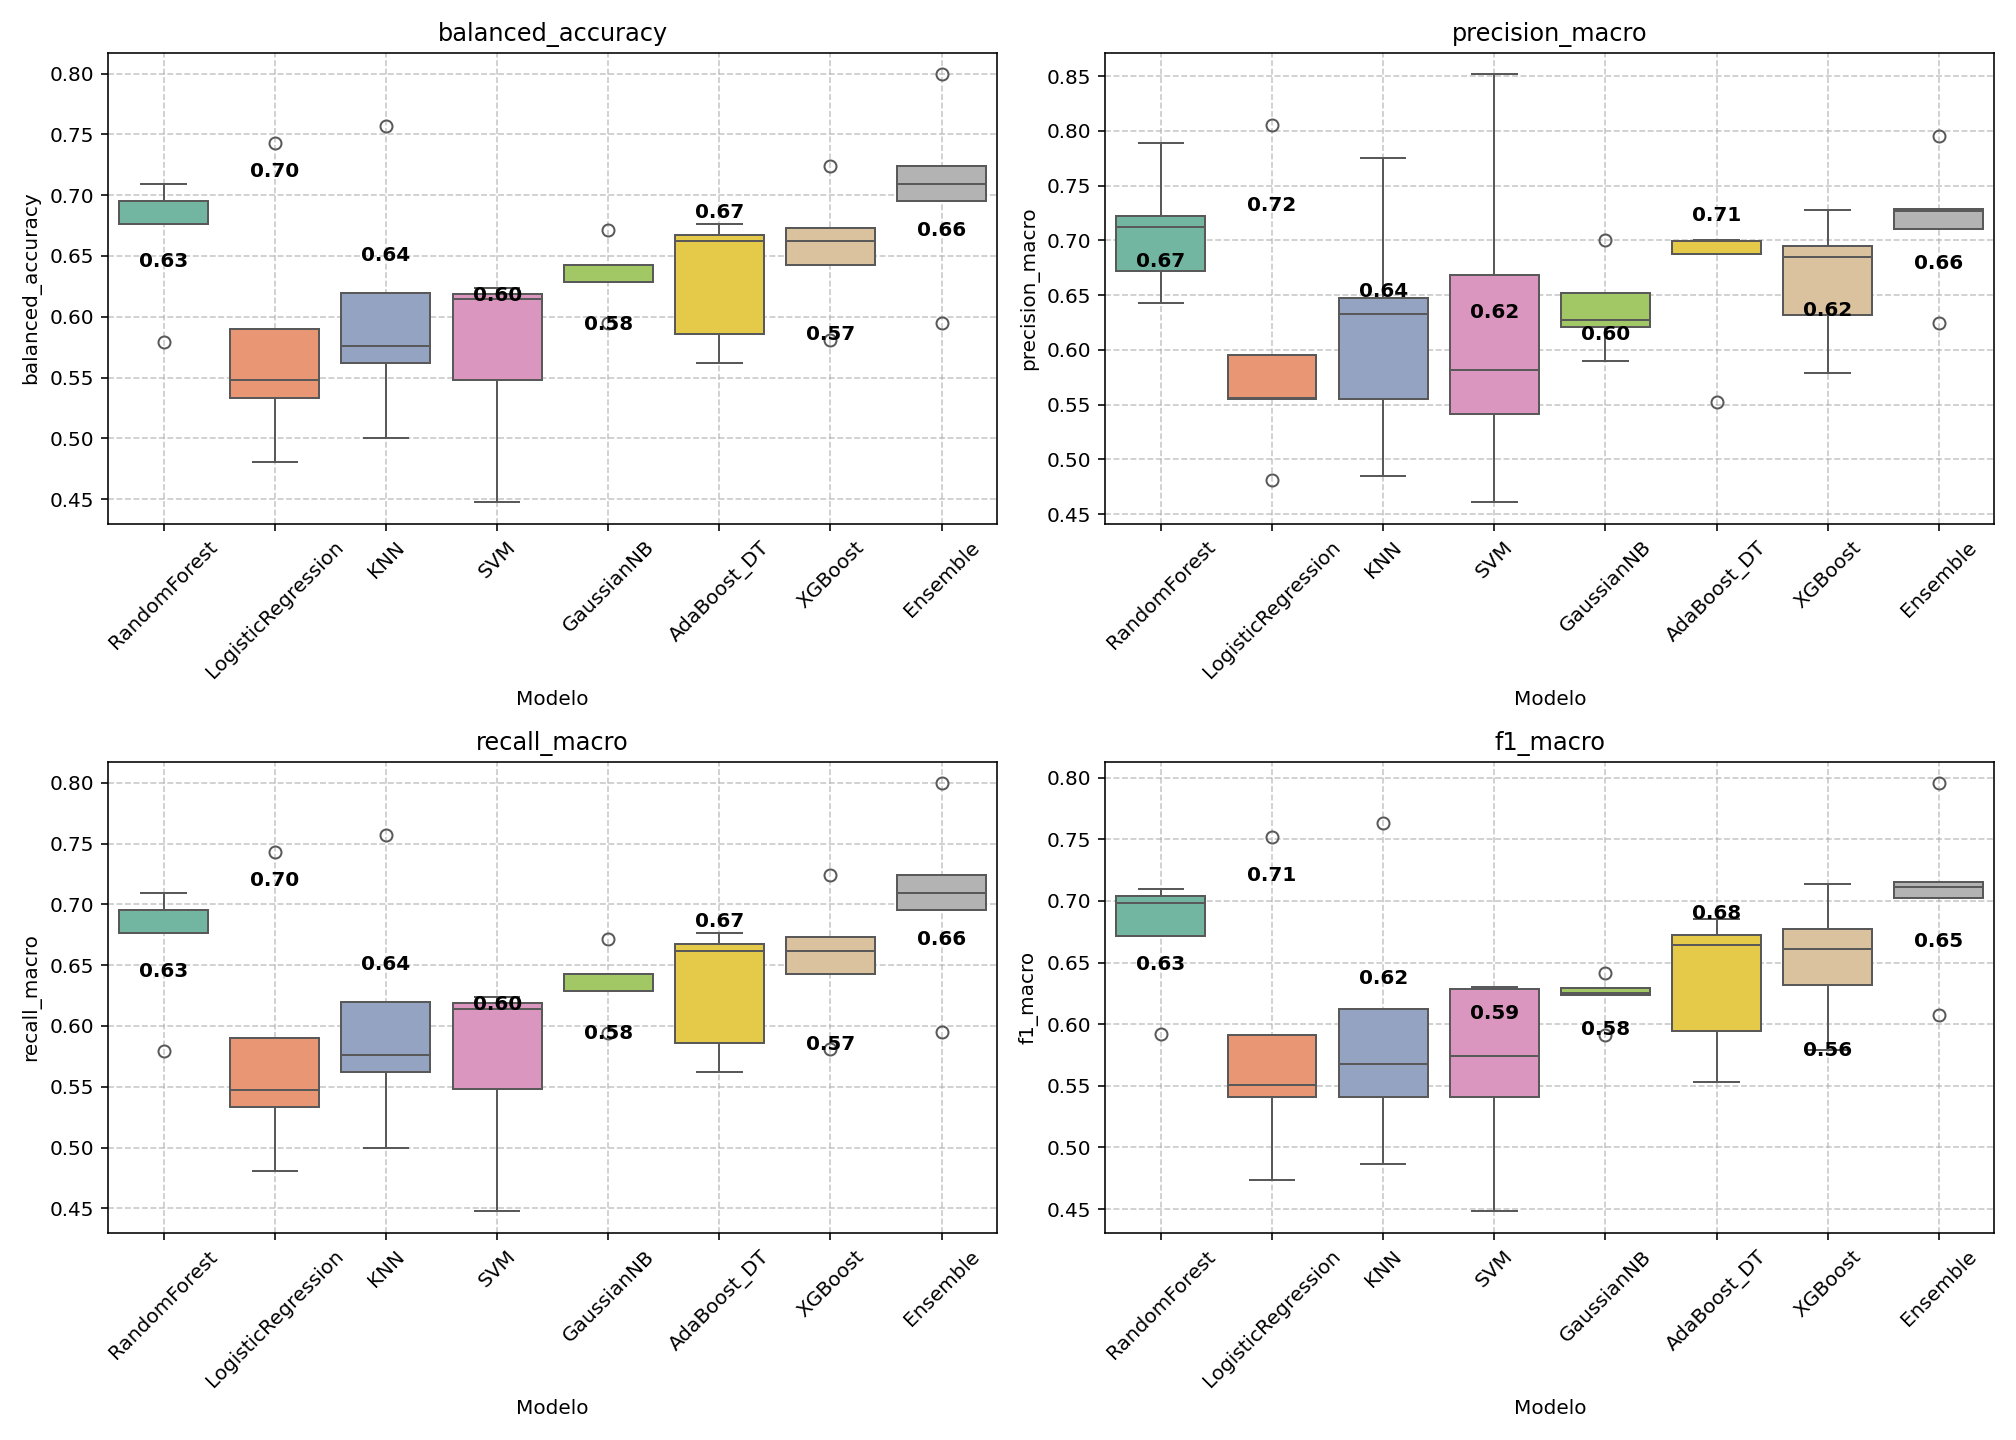 balanced_accuracy
balanced_accuracy
0.80
0.75
0.70
0.65
0.60
0.55
0.50
0.45
0.63
0.70
0.64
0.60
0.58
0.67
0.57
0.66
RandomForest
LogisticRegression
KNN
SVM
GaussianNB
AdaBoost_DT
XGBoost
Ensemble
Modelo
precision_macro
precision_macro
0.85
0.80
0.75
0.70
0.65
0.60
0.55
0.50
0.45
0.67
0.72
0.64
0.62
0.60
0.71
0.62
0.66
RandomForest
LogisticRegression
KNN
SVM
GaussianNB
AdaBoost_DT
XGBoost
Ensemble
Modelo
recall_macro
recall_macro
0.80
0.75
0.70
0.65
0.60
0.55
0.50
0.45
0.63
0.70
0.64
0.60
0.58
0.67
0.57
0.66
RandomForest
LogisticRegression
KNN
SVM
GaussianNB
AdaBoost_DT
XGBoost
Ensemble
Modelo
f1_macro
f1_macro
0.80
0.75
0.70
0.65
0.60
0.55
0.50
0.45
0.63
0.71
0.62
0.59
0.58
0.68
0.56
0.65
RandomForest
LogisticRegression
KNN
SVM
GaussianNB
AdaBoost_DT
XGBoost
Ensemble
Modelo